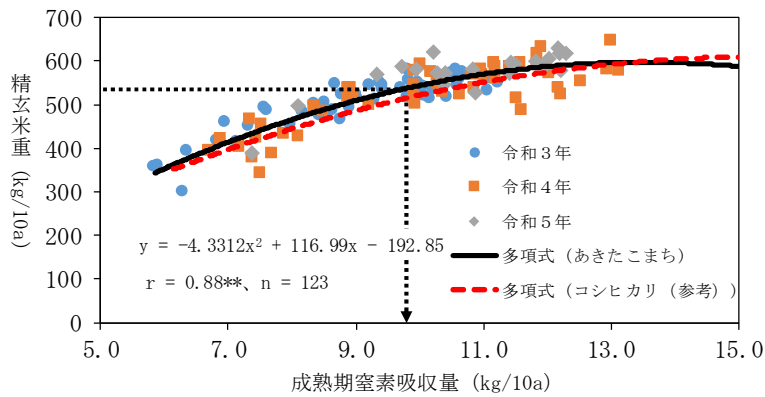 700
600
500
400
300
200
100
0
精玄米重 (kg/10a)
令和３年
令和４年
令和５年
多項式（あきたこまち）
多項式（コシヒカリ（参考））
y = -4.3312x² + 116.99x - 192.85
r = 0.88**、n = 123
5.0 7.0 9.0 11.0 13.0 15.0
成熟期窒素吸収量（kg/10a）